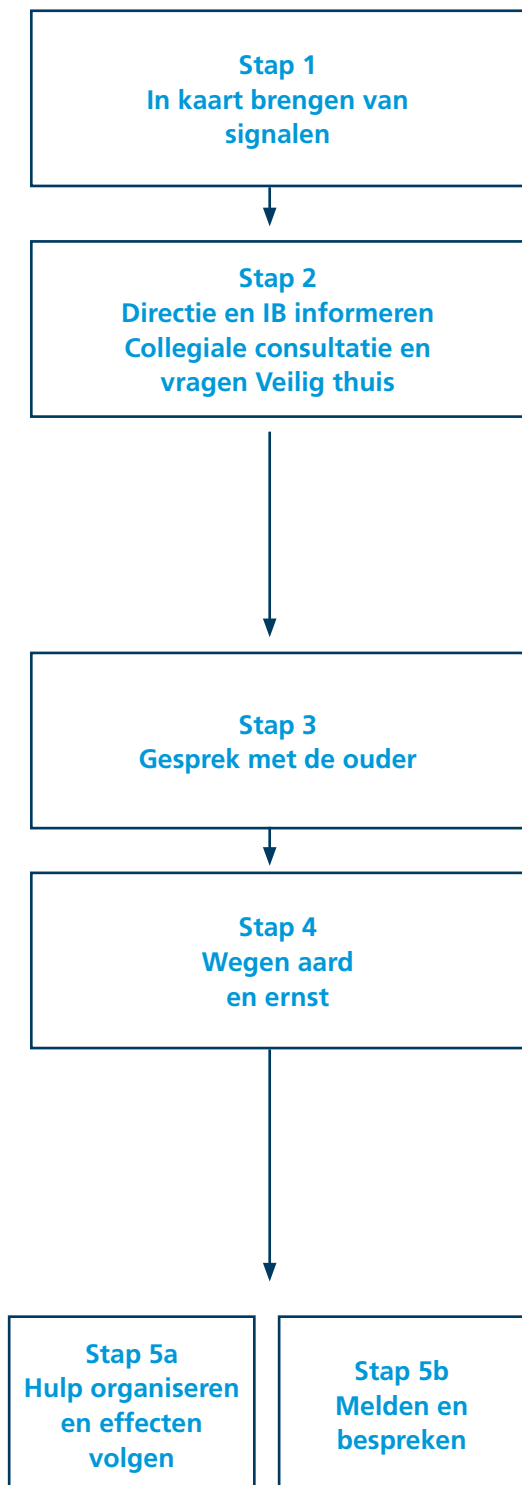 Stap 1
In kaart brengen van
signalen
Stap 2
Directie en IB informeren
Collegiale consultatie en
vragen Veilig thuis
Stap 3
Gesprek met de ouder
Stap 4
Wegen aard
en ernst
Stap 5a
Hulp organiseren
en effecten
volgen
Stap 5b
Melden en
bespreken